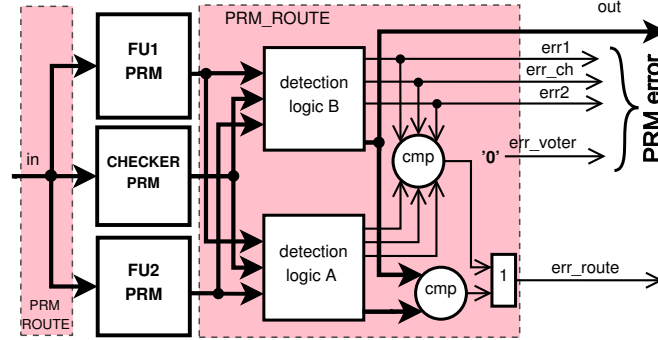 out
PRM_ROUTE
FU1
PRM
err1
err_ch
err2
detection
logic B
PRM error
in
CHECKER
PRM
cmp
'0'
err_voter
FU2
PRM
detection
logic A
cmp
1
err_route
PRM
ROUTE